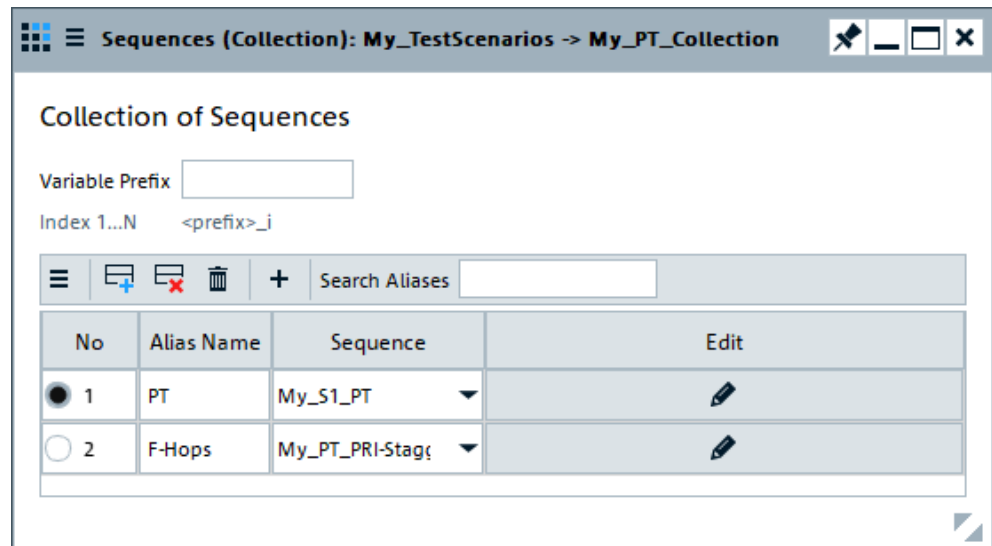 Sequences (Collection): My_TestScenarios -> My_PT_Collection
Collection of Sequences
Variable Prefix
Index 1...N <prefix>_i
Search Aliases
No Alias Name Sequence Edit
1 PT My_S1_PT
2 F-Hops My_PT_PRI-Stagg